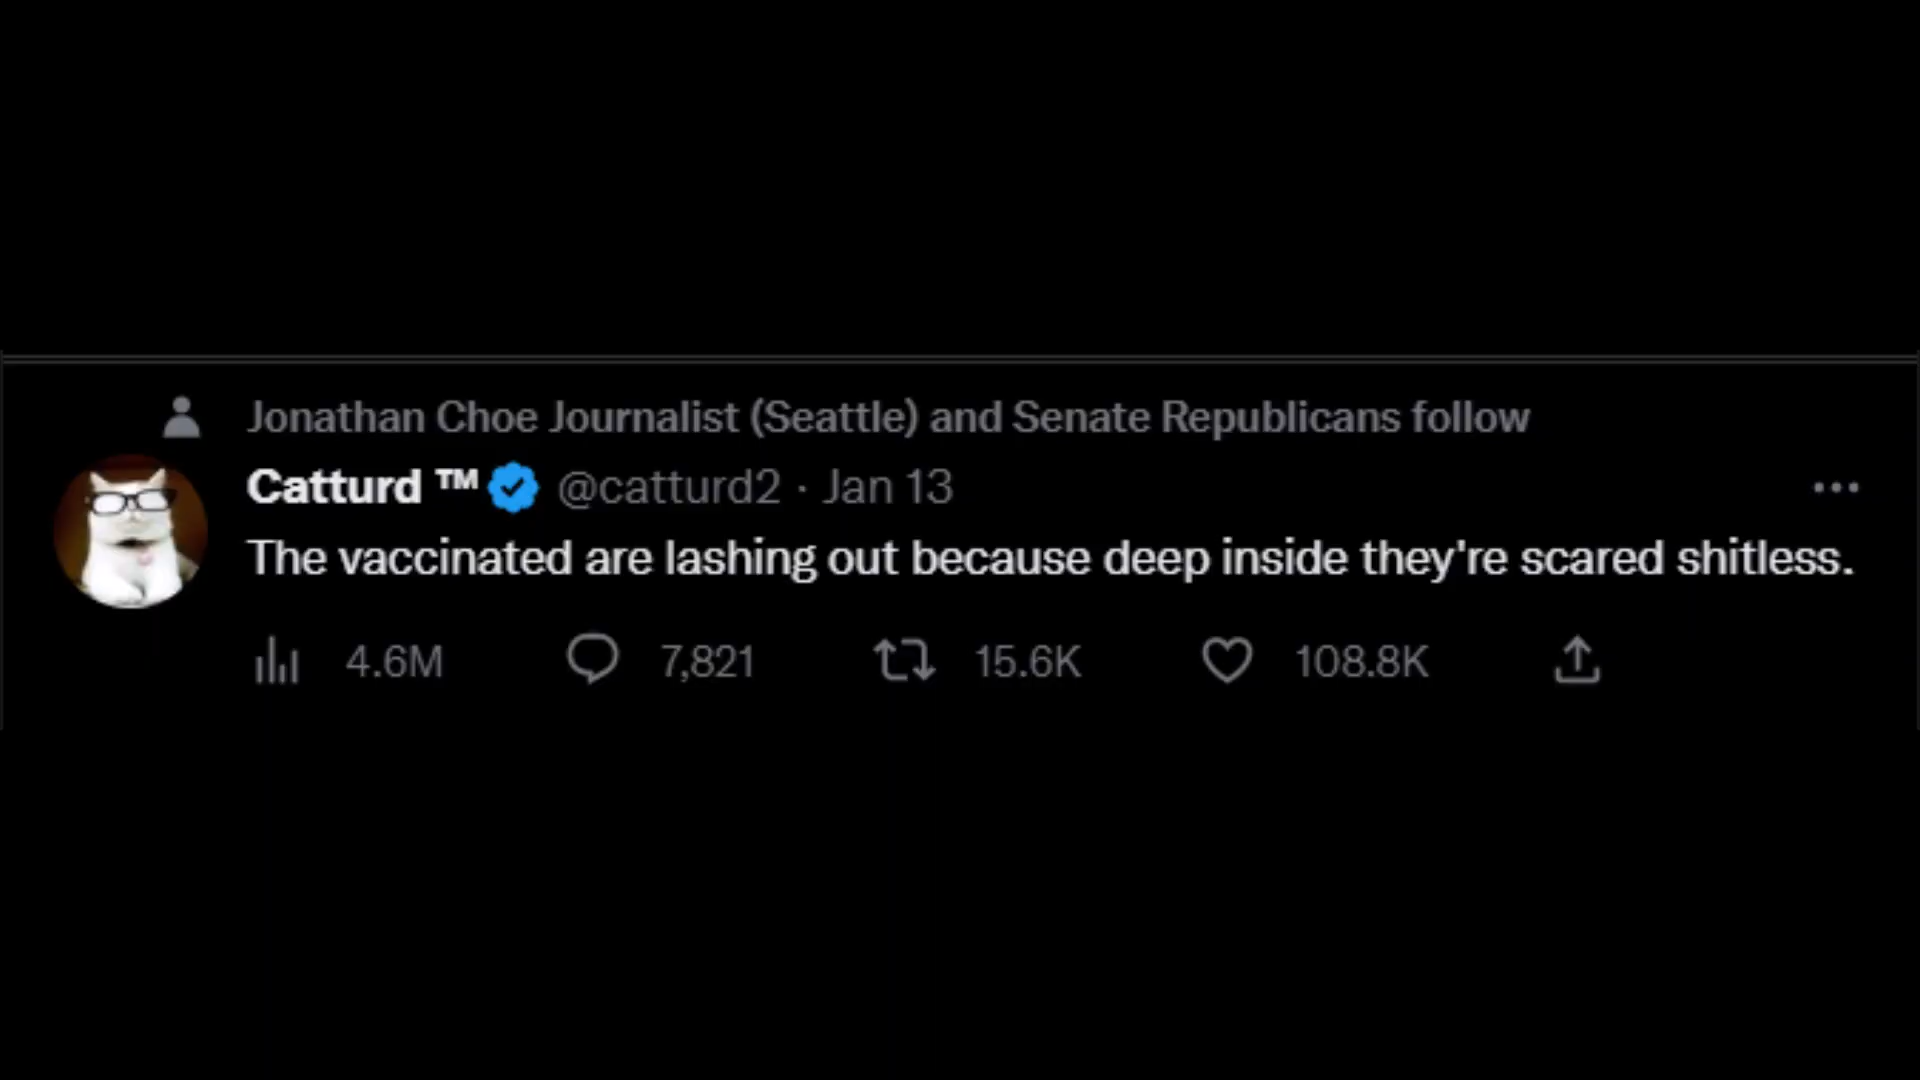 Jonathan Choe Journalist (Seattle) and Senate Republicans follow
Catturd ™ @catturd2 · Jan 13
The vaccinated are lashing out because deep inside they're scared shitless.
4.6M 7,821 15.6K 108.8K